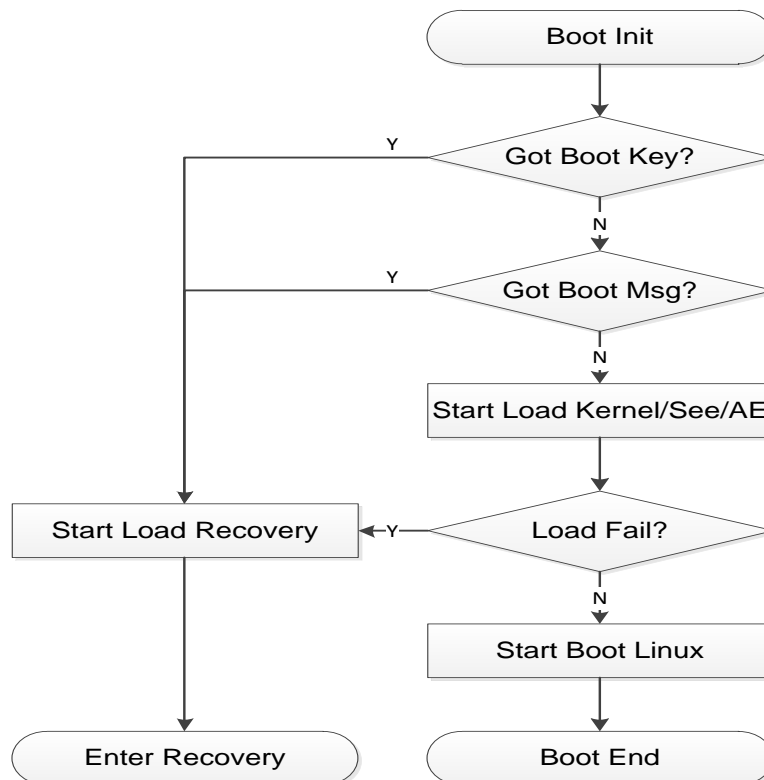 Boot Init
Y
Got Boot Key?
N
Y
Got Boot Msg?
N
Start Load Kernel/See/AE
Start Load Recovery
Y
Load Fail?
N
Start Boot Linux
Enter Recovery
Boot End